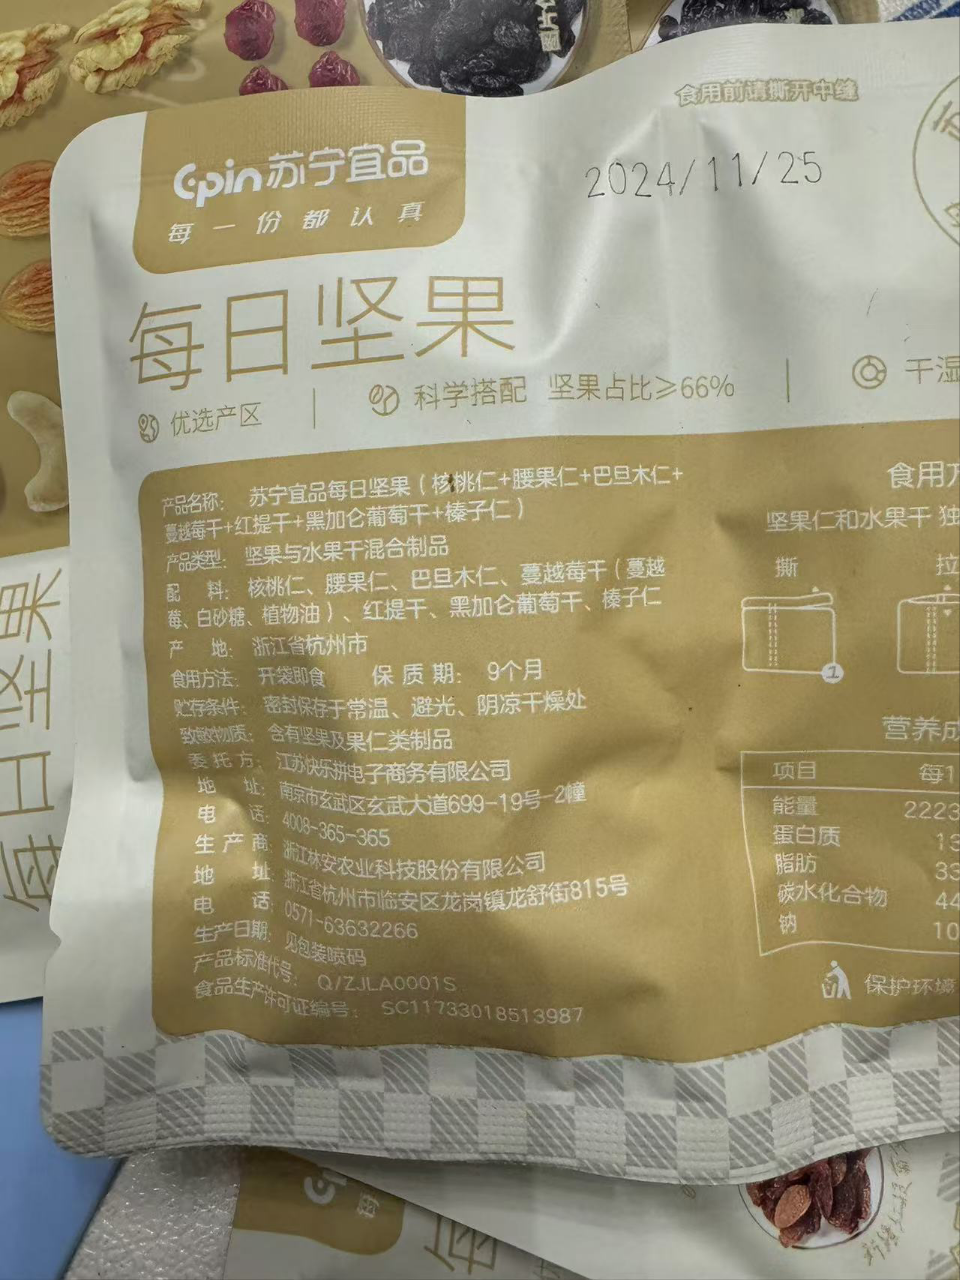 食用前请撕开中缝
2024/11/25
epin 苏宁宜品
每一份都认真
每日坚果
优选产区 | 科学搭配 坚果占比≥66% | 干湿
产品名称: 苏宁宜品每日坚果(核桃仁+腰果仁+巴旦木仁+
蔓越莓干+红提干+黑加仑葡萄干+榛子仁)
产品类型: 坚果与水果干混合制品
配 料: 核桃仁、腰果仁、巴旦木仁、蔓越莓干(蔓越
莓、白砂糖、植物油)、红提干、黑加仑葡萄干、榛子仁
产 地: 浙江省杭州市
食用方法: 开袋即食 保质期: 9个月
贮存条件: 密封保存于常温、避光、阴凉干燥处
致敏物质: 含有坚果及果仁类制品
委托方: 江苏快乐拼电子商务有限公司
地 址: 南京市玄武区玄武大道699-19号-2幢
电 话: 4008-365-365
生产商: 浙江林安农业科技股份有限公司
地 址: 浙江省杭州市临安区龙岗镇龙舒街815号
电 话: 0571-63632266
生产日期: 见包装喷码
产品标准代号: Q/ZJLA0001S
食品生产许可证编号: SC11733018513987
食用方
坚果仁和水果干 独
撕 拉
1
营养成
项目 每1
能量 2223
蛋白质 13
脂肪 33
碳水化合物 44
钠 10
保护环境
每日坚果